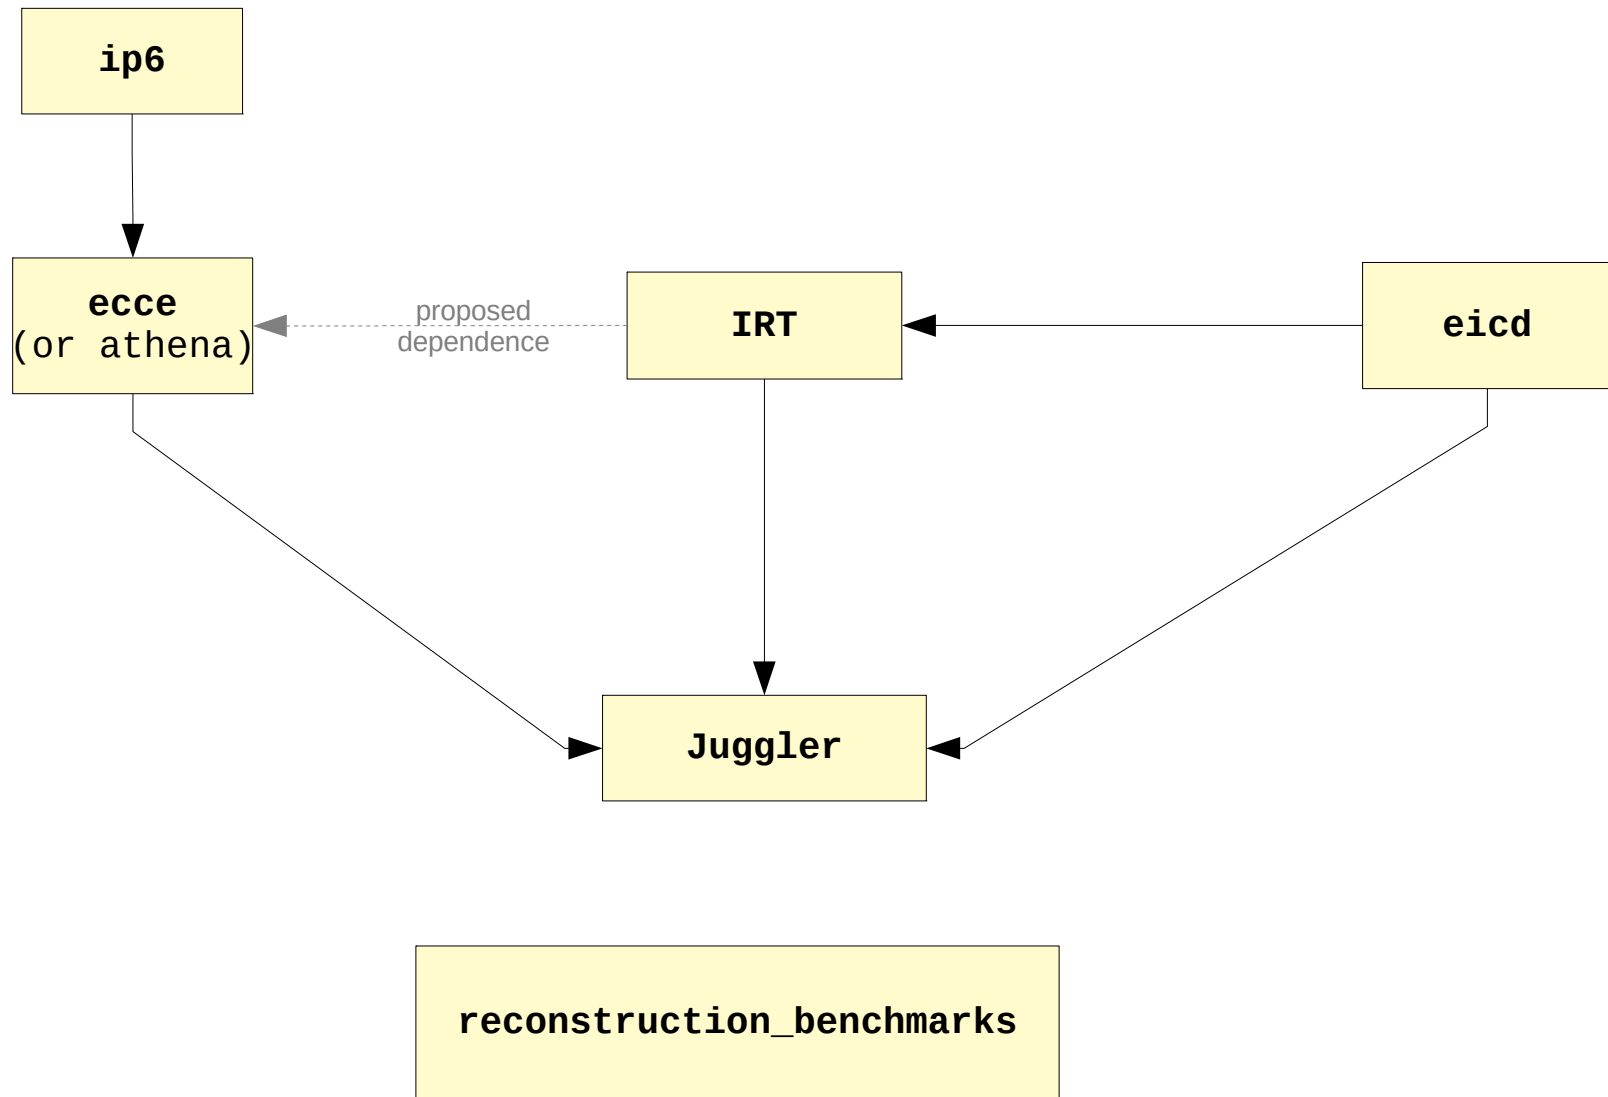 ip6
ecce
(or athena)
proposed
dependence
IRT
eicd
Juggler
reconstruction_benchmarks